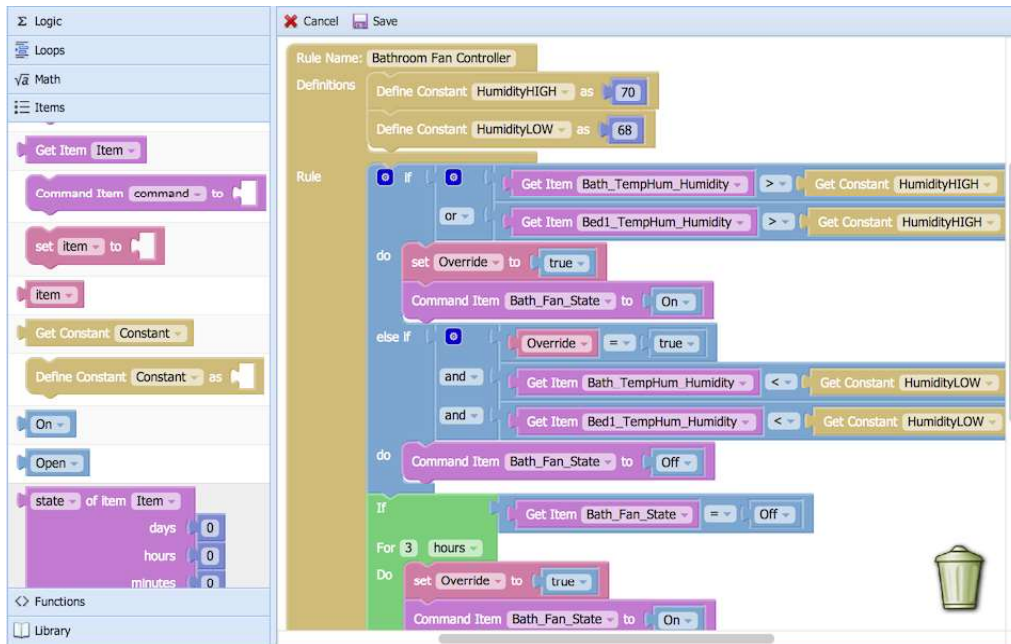 Σ Logic
Loops
√a Math
Items
Get Item Item
Command Item command to
set item to
item
Get Constant Constant
Define Constant Constant as
On
Open
state of item Item
days 0
hours 0
minutes 0
<> Functions
Library
Cancel Save
Rule Name: Bathroom Fan Controller
Definitions
Define Constant HumidityHIGH as 70
Define Constant HumidityLOW as 68
Rule
If Get Item Bath_TempHum_Humidity > Get Constant HumidityHIGH
or Get Item Bed1_TempHum_Humidity > Get Constant HumidityHIGH
do set Override to true
Command Item Bath_Fan_State to On
else If Override = true
and Get Item Bath_TempHum_Humidity < Get Constant HumidityLOW
and Get Item Bed1_TempHum_Humidity < Get Constant HumidityLOW
do Command Item Bath_Fan_State to Off
If Get Item Bath_Fan_State = Off
For 3 hours
Do set Override to true
Command Item Bath_Fan_State to On